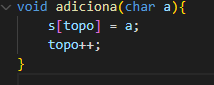 void adiciona(char a){
    s[topo] = a;
    topo++;
}